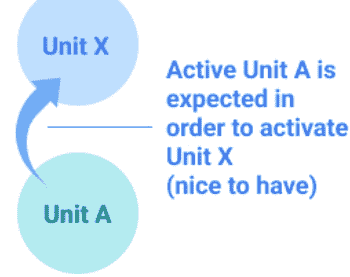 Unit X
Active Unit A is
expected in
order to activate
Unit X
(nice to have)
Unit A